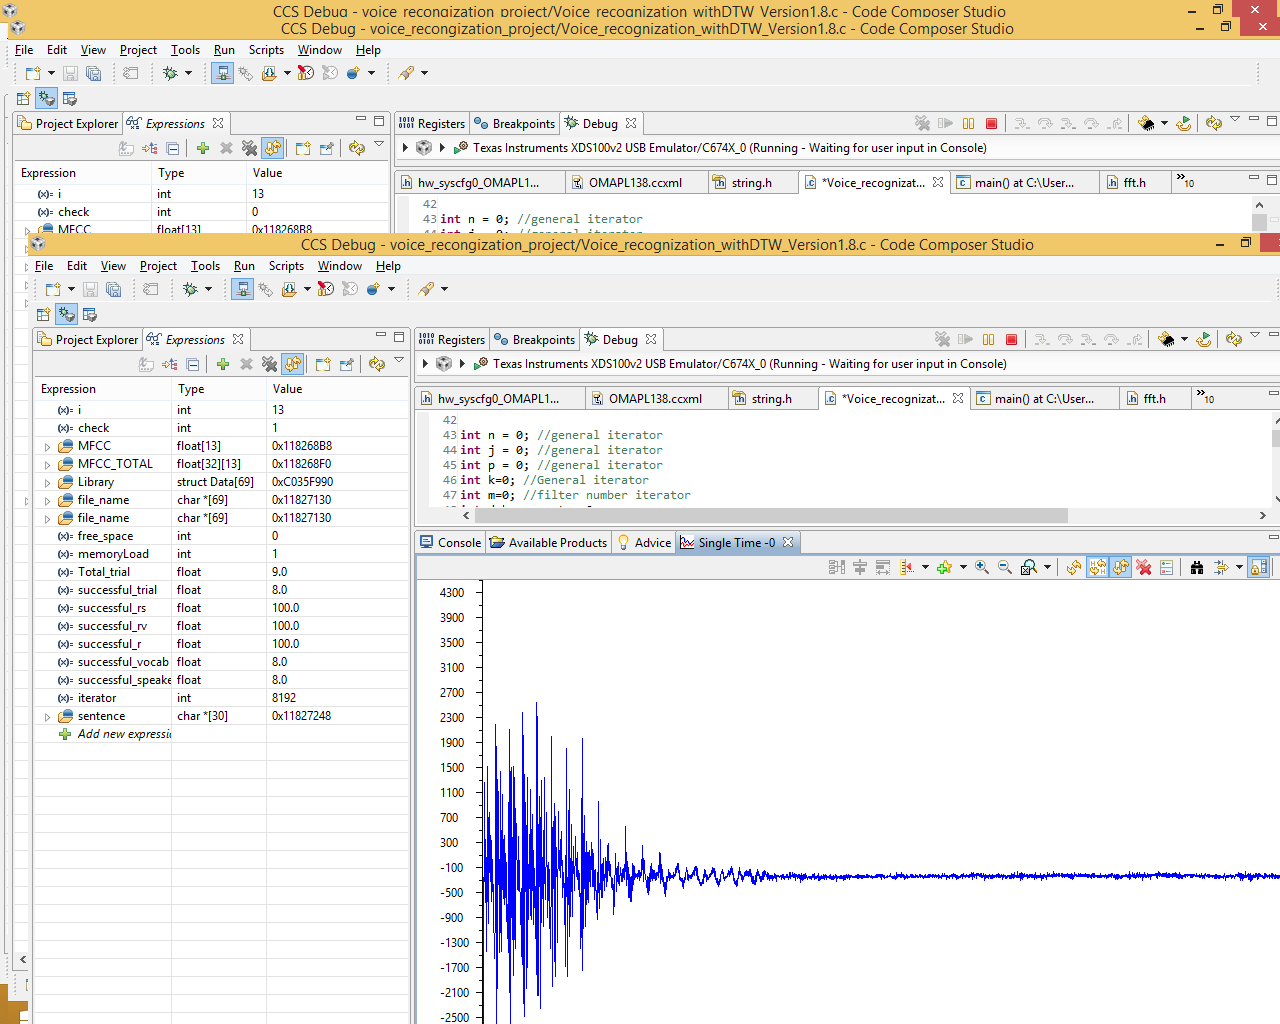 CCS Debug - voice_recongization_project/Voice_recognization_withDTW_Version1.8.c - Code Composer Studio
CCS Debug - voice_recongization_project/Voice_recognization_withDTW_Version1.8.c - Code Composer Studio
File Edit View Project Tools Run Scripts Window Help
Project Explorer Expressions
Registers Breakpoints Debug
Texas Instruments XDS100v2 USB Emulator/C674X_0 (Running - Waiting for user input in Console)
Expression Type Value
hw_syscfg0_OMAPL1... OMAPL138.ccxml string.h *Voice_recognizat... main() at C:\User... fft.h »10
(x)= i int 13
(x)= check int 0
MFCC float[13] 0x118268B8
42
43 int n = 0; //general iterator
CCS Debug - voice_recongization_project/Voice_recognization_withDTW_Version1.8.c - Code Composer Studio
File Edit View Project Tools Run Scripts Window Help
Project Explorer Expressions
Registers Breakpoints Debug
Texas Instruments XDS100v2 USB Emulator/C674X_0 (Running - Waiting for user input in Console)
Expression Type Value
(x)= i int 13
(x)= check int 1
MFCC float[13] 0x118268B8
MFCC_TOTAL float[32][13] 0x118268F0
Library struct Data[69] 0xC035F990
file_name char *[69] 0x11827130
file_name char *[69] 0x11827130
(x)= free_space int 0
(x)= memoryLoad int 1
(x)= Total_trial float 9.0
(x)= successful_trial float 8.0
(x)= successful_rs float 100.0
(x)= successful_rv float 100.0
(x)= successful_r float 100.0
(x)= successful_vocab float 8.0
(x)= successful_speake float 8.0
(x)= iterator int 8192
sentence char *[30] 0x11827248
Add new expressi
hw_syscfg0_OMAPL1... OMAPL138.ccxml string.h *Voice_recognizat... main() at C:\User... fft.h »10
42
43 int n = 0; //general iterator
44 int j = 0; //general iterator
45 int p = 0; //general iterator
46 int k=0; //General iterator
47 int m=0; //filter number iterator
Console Available Products Advice Single Time -0
4300
3900
3500
3100
2700
2300
1900
1500
1100
700
300
-100
-500
-900
-1300
-1700
-2100
-2500